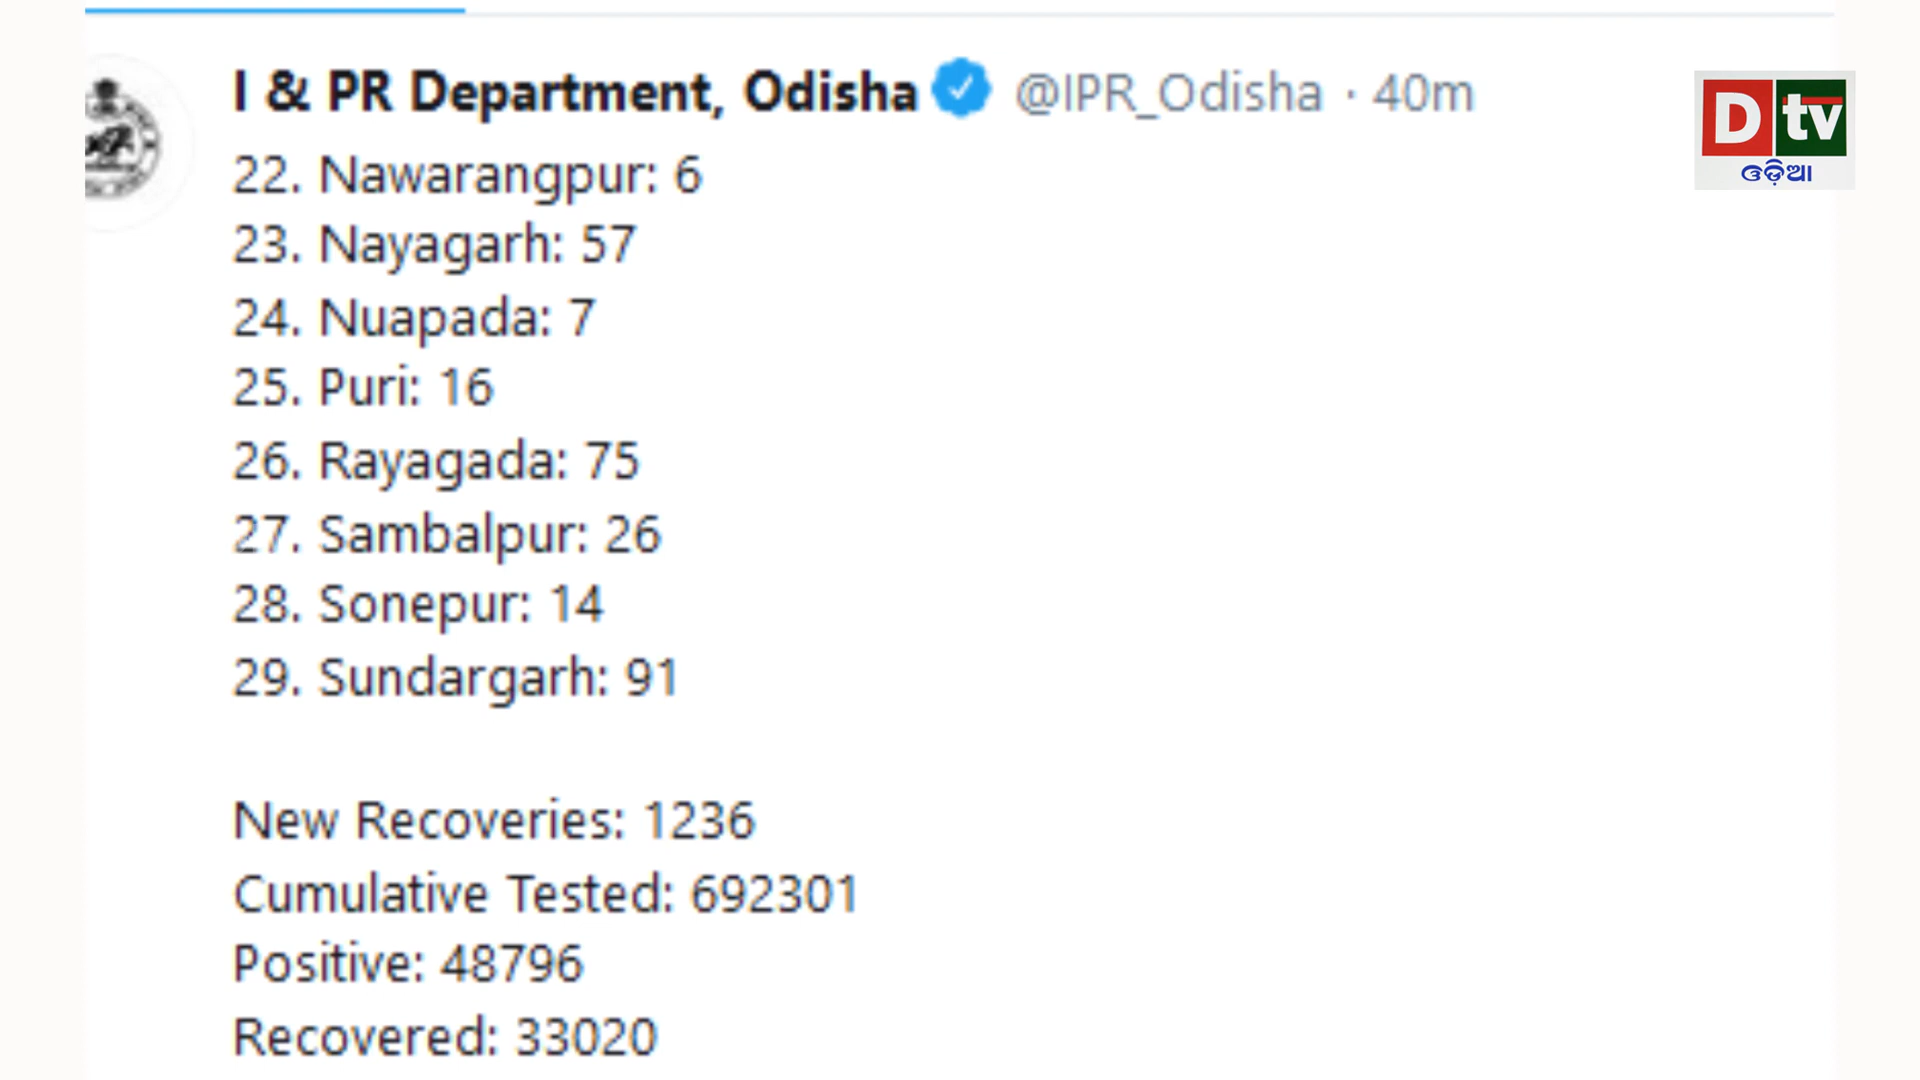 I & PR Department, Odisha @IPR_Odisha · 40m
22. Nawarangpur: 6
23. Nayagarh: 57
24. Nuapada: 7
25. Puri: 16
26. Rayagada: 75
27. Sambalpur: 26
28. Sonepur: 14
29. Sundargarh: 91
New Recoveries: 1236
Cumulative Tested: 692301
Positive: 48796
Recovered: 33020
D tv
ଓଡ଼ିଆ